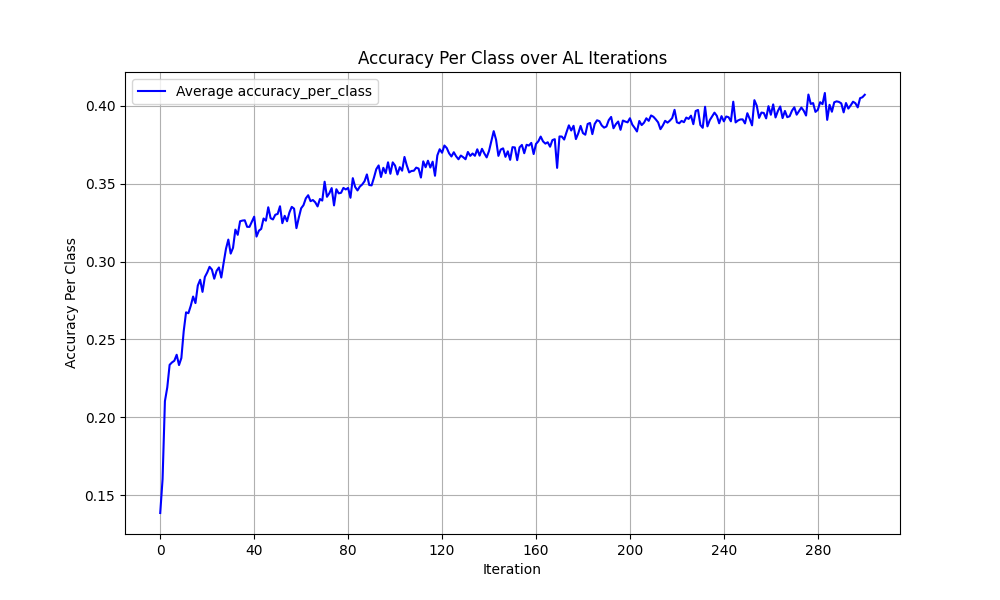 Accuracy Per Class over AL Iterations
Average accuracy_per_class
Accuracy Per Class
0.40
0.35
0.30
0.25
0.20
0.15
0 40 80 120 160 200 240 280
Iteration